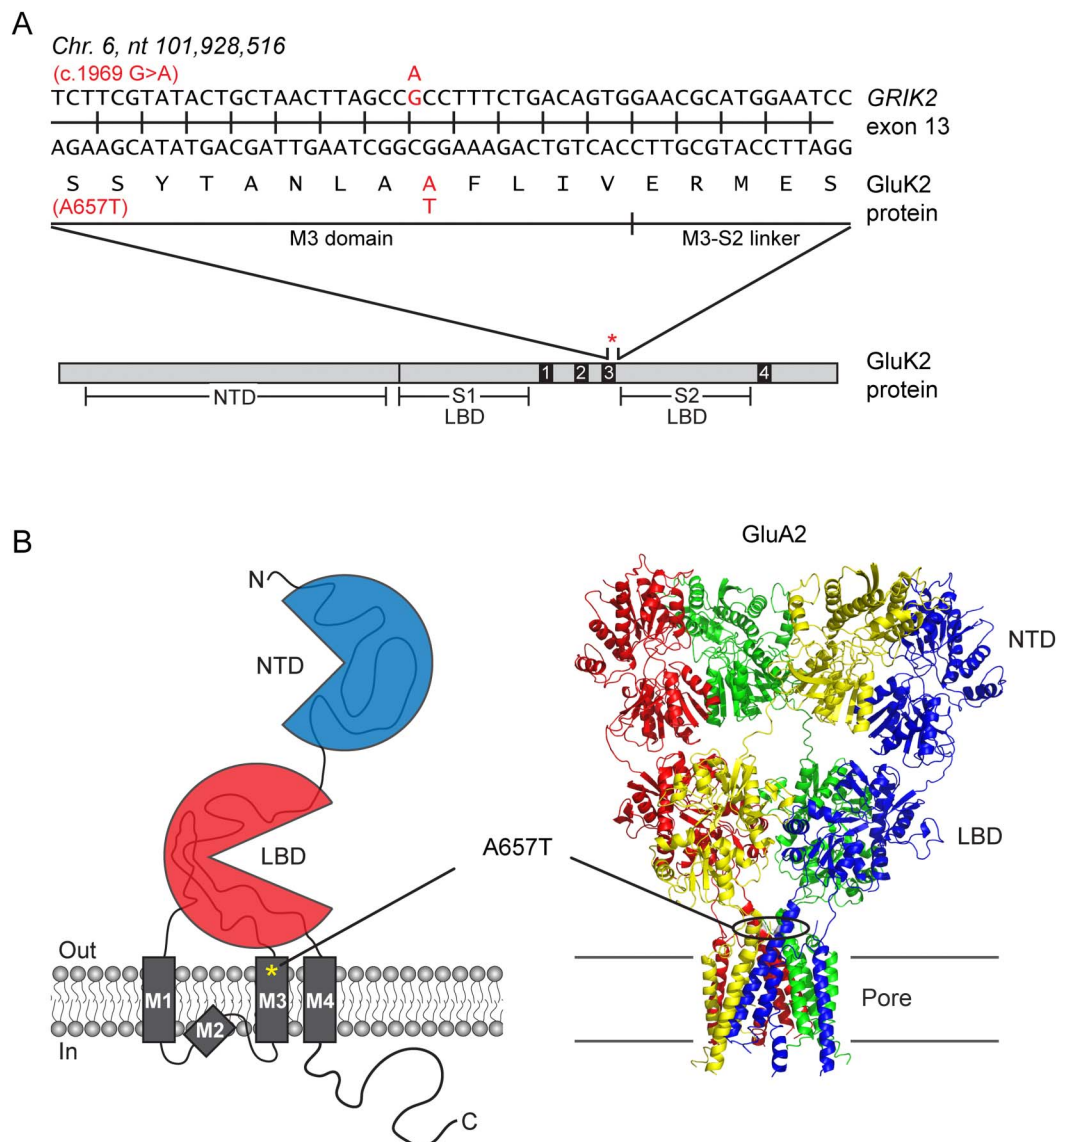 A
Chr. 6, nt 101,928,516
(c.1969 G>A)
A
TCTTCGTATACTGCTAACTTAGCCGCCTTTCTGACAGTGGAACGCATGGAATCC
GRIK2
exon 13
AGAAGCATATGACGATTGAATCGGCGGAAAGACTGTCACCTTGCGTACCTTAGG
S S Y T A N L A A F L I V E R M E S
GluK2
protein
(A657T)
T
M3 domain
M3-S2 linker
*
1 2 3 4
GluK2
protein
NTD
S1
LBD
S2
LBD
B
GluA2
N
NTD
NTD
LBD
A657T
LBD
Out
*
M1
M2
M3
M4
In
Pore
C